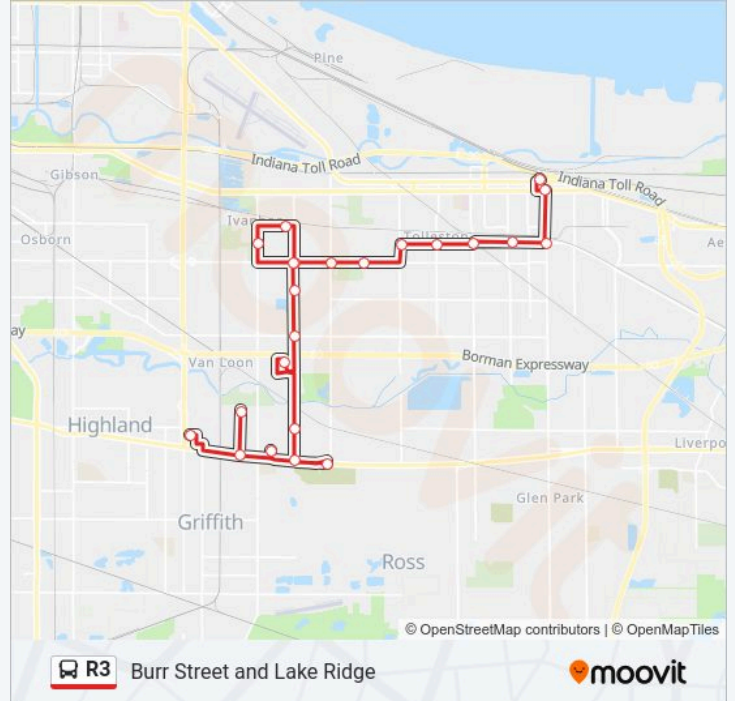 Pine
Indiana Toll Road
Gibson
Indiana Toll Road
Osborn
Tolleston
Ae
ay
Van Loon
Borman Expressway
Highland
Liverpo
Glen Park
Griffith
Ross
© OpenStreetMap contributors | © OpenMapTiles
R3
Burr Street and Lake Ridge
moovit